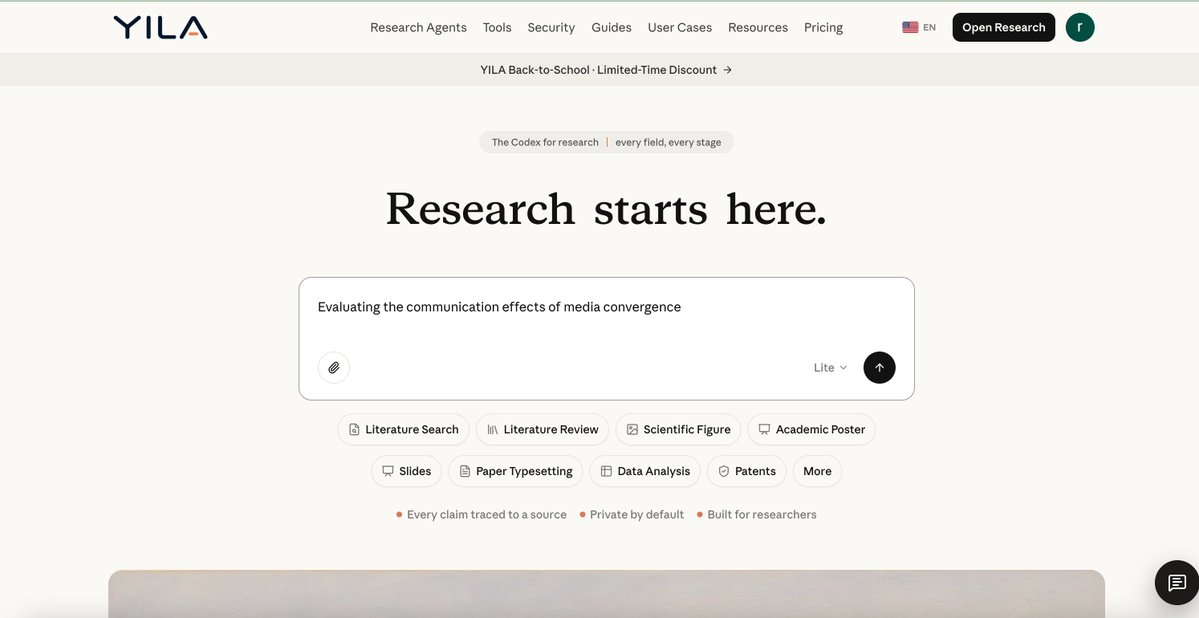 YILA
Research Agents Tools Security Guides User Cases Resources Pricing EN Open Research r
YILA Back-to-School · Limited-Time Discount →
The Codex for research | every field, every stage
Research starts here.
Evaluating the communication effects of media convergence
Lite
Literature Search Literature Review Scientific Figure Academic Poster
Slides Paper Typesetting Data Analysis Patents More
Every claim traced to a source Private by default Built for researchers